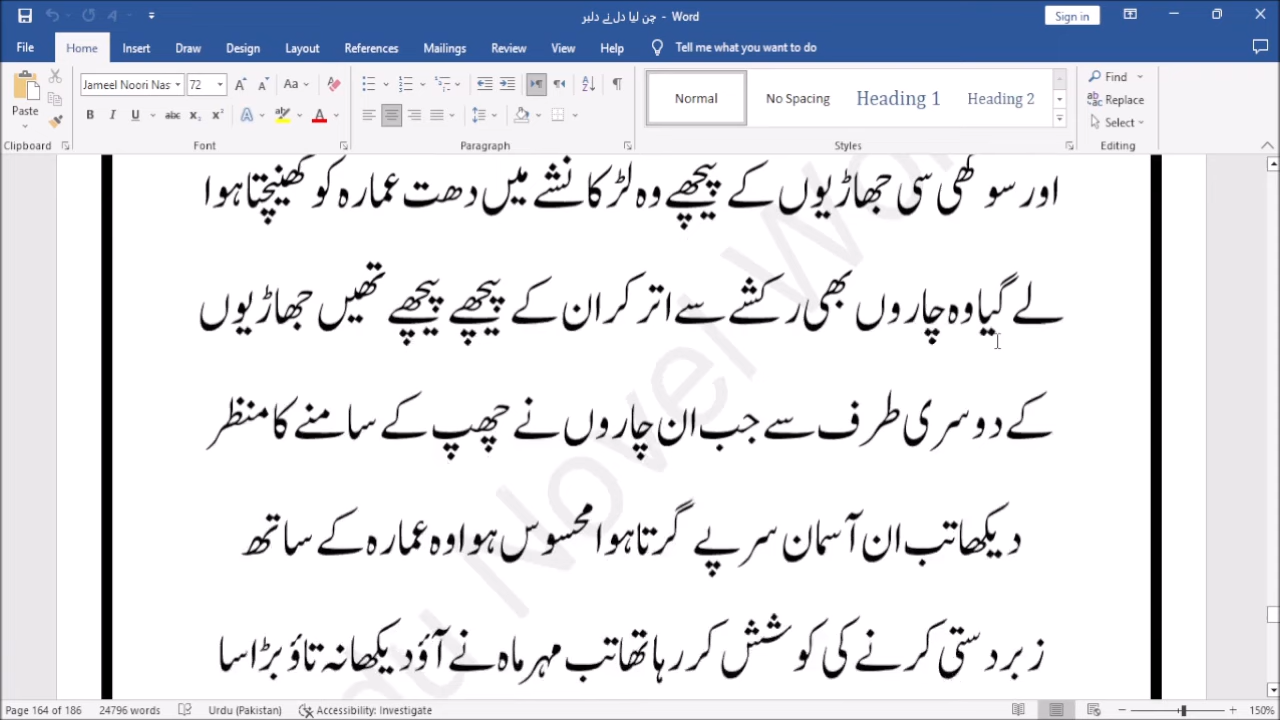 چن لیا دل نے دلبر - Word
Sign in
File Home Insert Draw Design Layout References Mailings Review View Help Tell me what you want to do
Paste
Jameel Noori Nas 72
Normal No Spacing Heading 1 Heading 2
Find
Replace
Select
Clipboard Font Paragraph Styles Editing
اور سوکھی سی جھاڑیوں کے پیچھے وہ لڑکا نشے میں دھت عمارہ کو کھینچتا ہوا
لے گیا وہ چاروں بھی رکشے سے اتر کر ان کے پیچھے پیچھے تھیں جھاڑیوں
کے دوسری طرف سے جب ان چاروں نے چھپ کے سامنے کا منظر
دیکھا تب ان آسمان سر پے گرتا ہوا محسوس ہوا وہ عمارہ کے ساتھ
زبردستی کرنے کی کوشش کر رہا تھا تب مہرماہ نے آؤ دیکھا نہ تاؤ بڑا سا
Urdu Novel
Page 164 of 186 24796 words Urdu (Pakistan) Accessibility: Investigate 150%